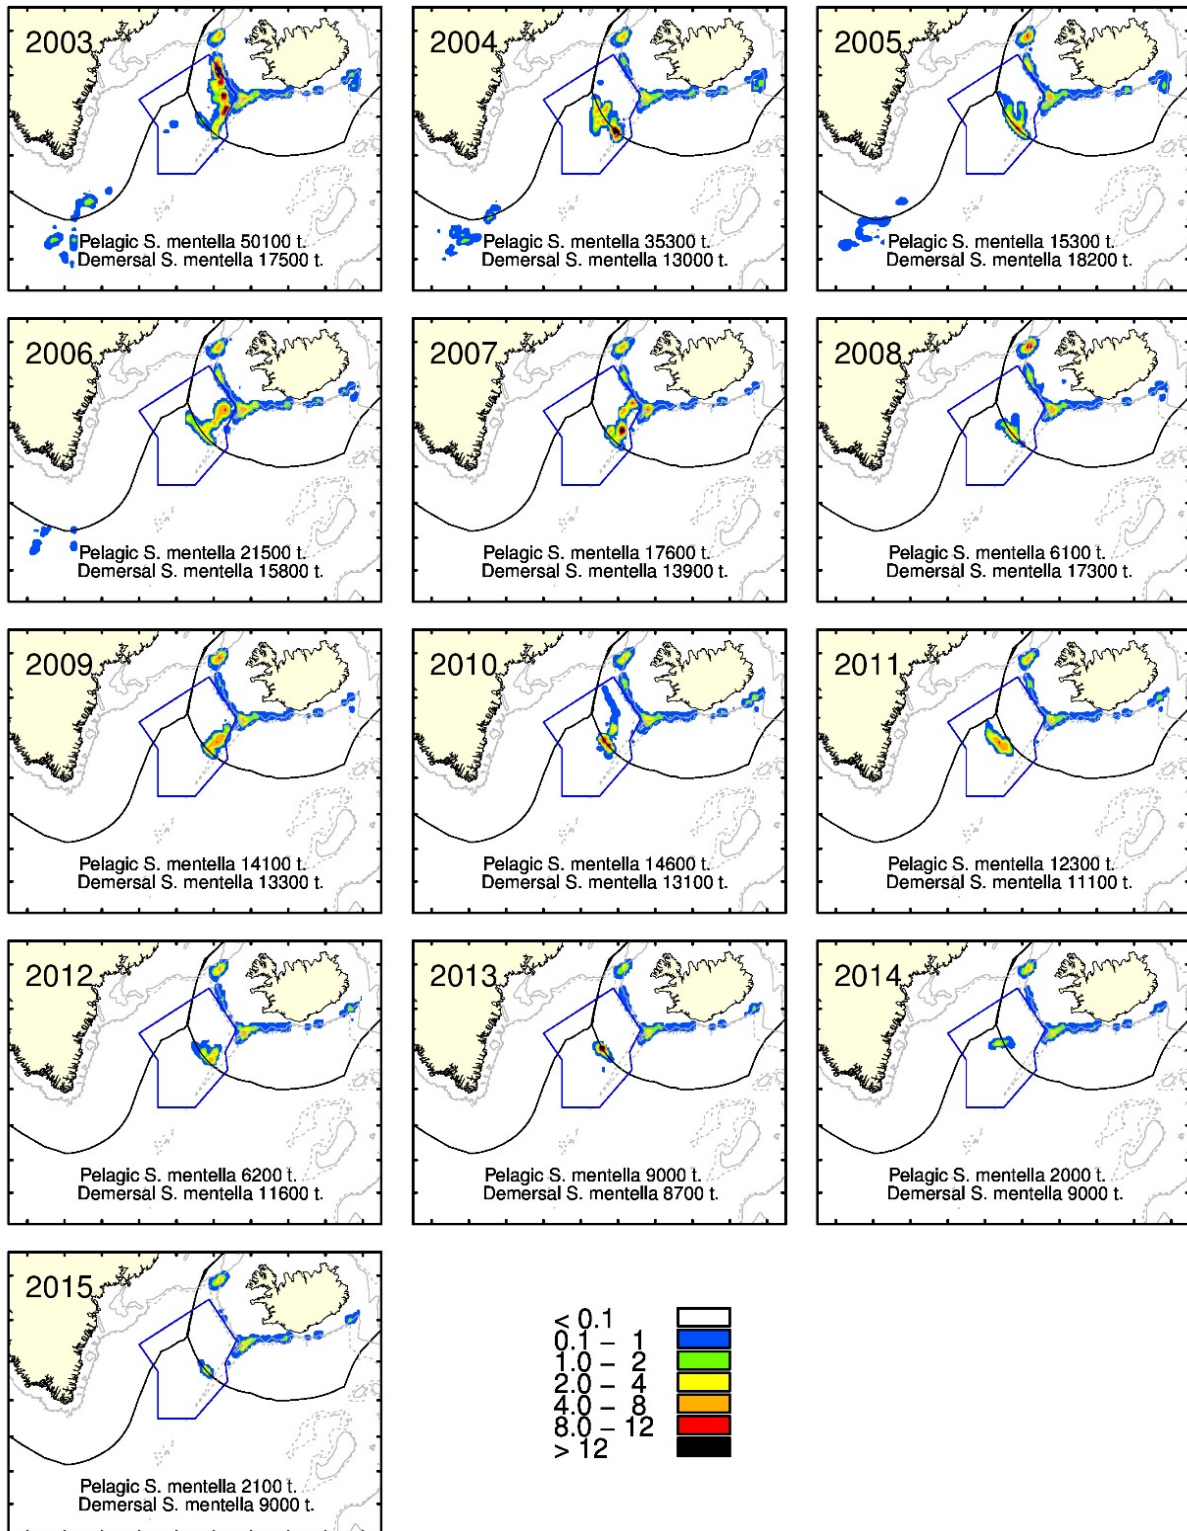 2003
Pelagic S. mentella 50100 t.
Demersal S. mentella 17500 t.
2004
Pelagic S. mentella 35300 t.
Demersal S. mentella 13000 t.
2005
Pelagic S. mentella 15300 t.
Demersal S. mentella 18200 t.
2006
Pelagic S. mentella 21500 t.
Demersal S. mentella 15800 t.
2007
Pelagic S. mentella 17600 t.
Demersal S. mentella 13900 t.
2008
Pelagic S. mentella 6100 t.
Demersal S. mentella 17300 t.
2009
Pelagic S. mentella 14100 t.
Demersal S. mentella 13300 t.
2010
Pelagic S. mentella 14600 t.
Demersal S. mentella 13100 t.
2011
Pelagic S. mentella 12300 t.
Demersal S. mentella 11100 t.
2012
Pelagic S. mentella 6200 t.
Demersal S. mentella 11600 t.
2013
Pelagic S. mentella 9000 t.
Demersal S. mentella 8700 t.
2014
Pelagic S. mentella 2000 t.
Demersal S. mentella 9000 t.
2015
Pelagic S. mentella 2100 t.
Demersal S. mentella 9000 t.
< 0.1
0.1 – 1
1.0 – 2
2.0 – 4
4.0 – 8
8.0 – 12
> 12